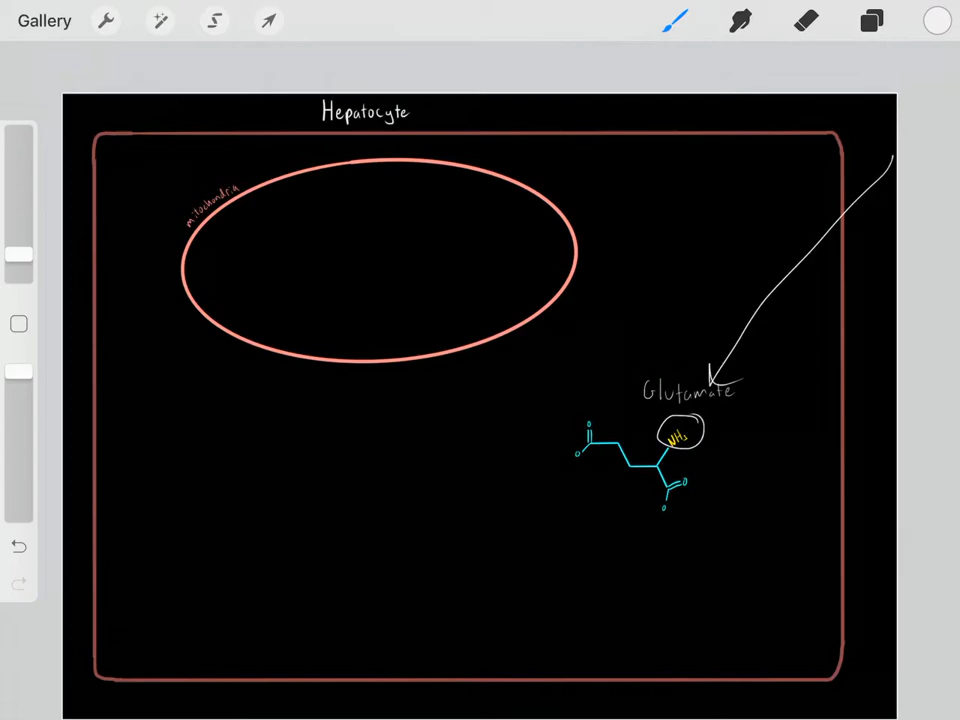 Gallery
Hepatocyte
mitochondria
Glutamate
NH₃
O
O
O
O